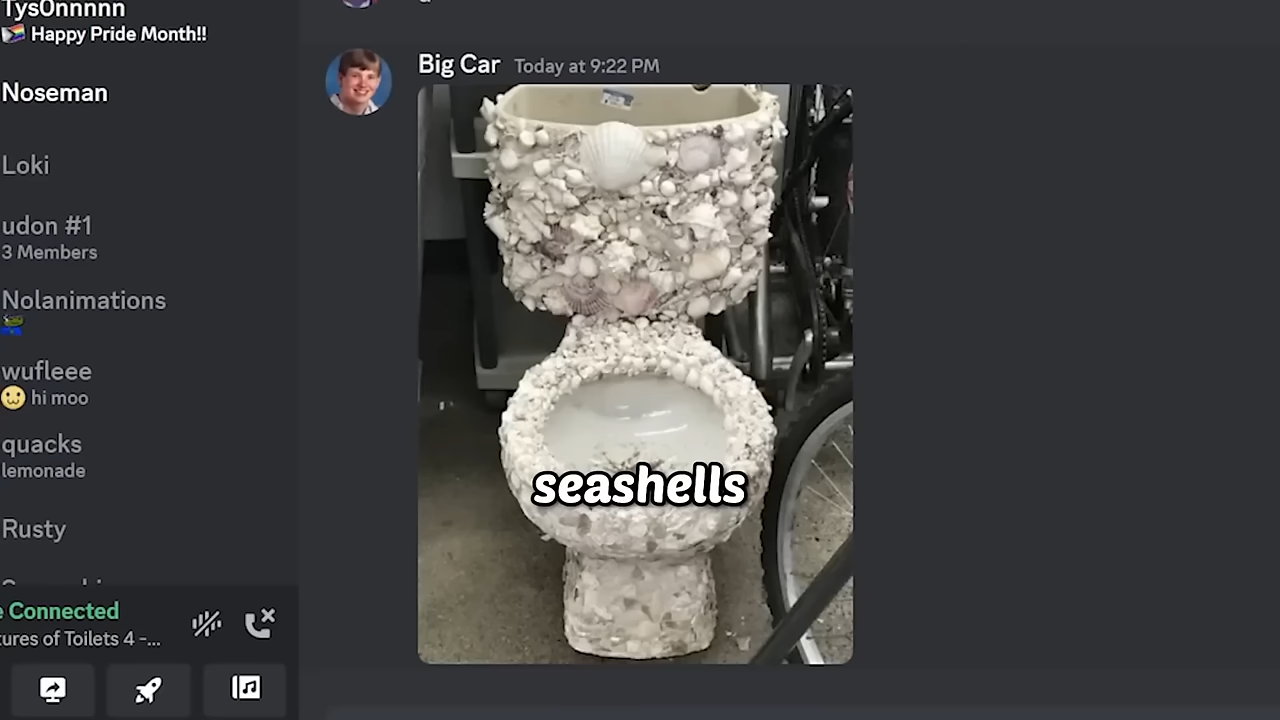 TysOnnnnn
Happy Pride Month!!
Noseman
Loki
udon #1
3 Members
Nolanimations
wufleee
hi moo
quacks
lemonade
Rusty
Connected
tures of Toilets 4 -...
Big Car Today at 9:22 PM
seashells